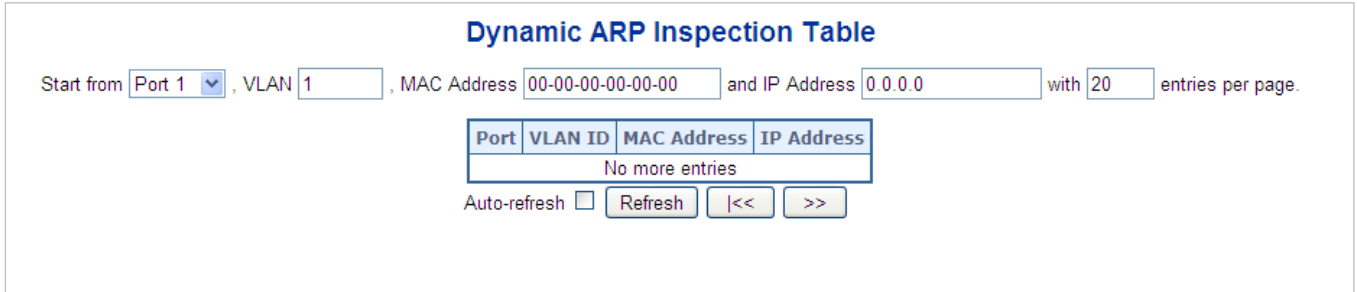 Dynamic ARP Inspection Table
Start from Port 1 , VLAN 1 , MAC Address 00-00-00-00-00-00 and IP Address 0.0.0.0 with 20 entries per page.
Port VLAN ID MAC Address IP Address
No more entries
Auto-refresh Refresh |<< >>